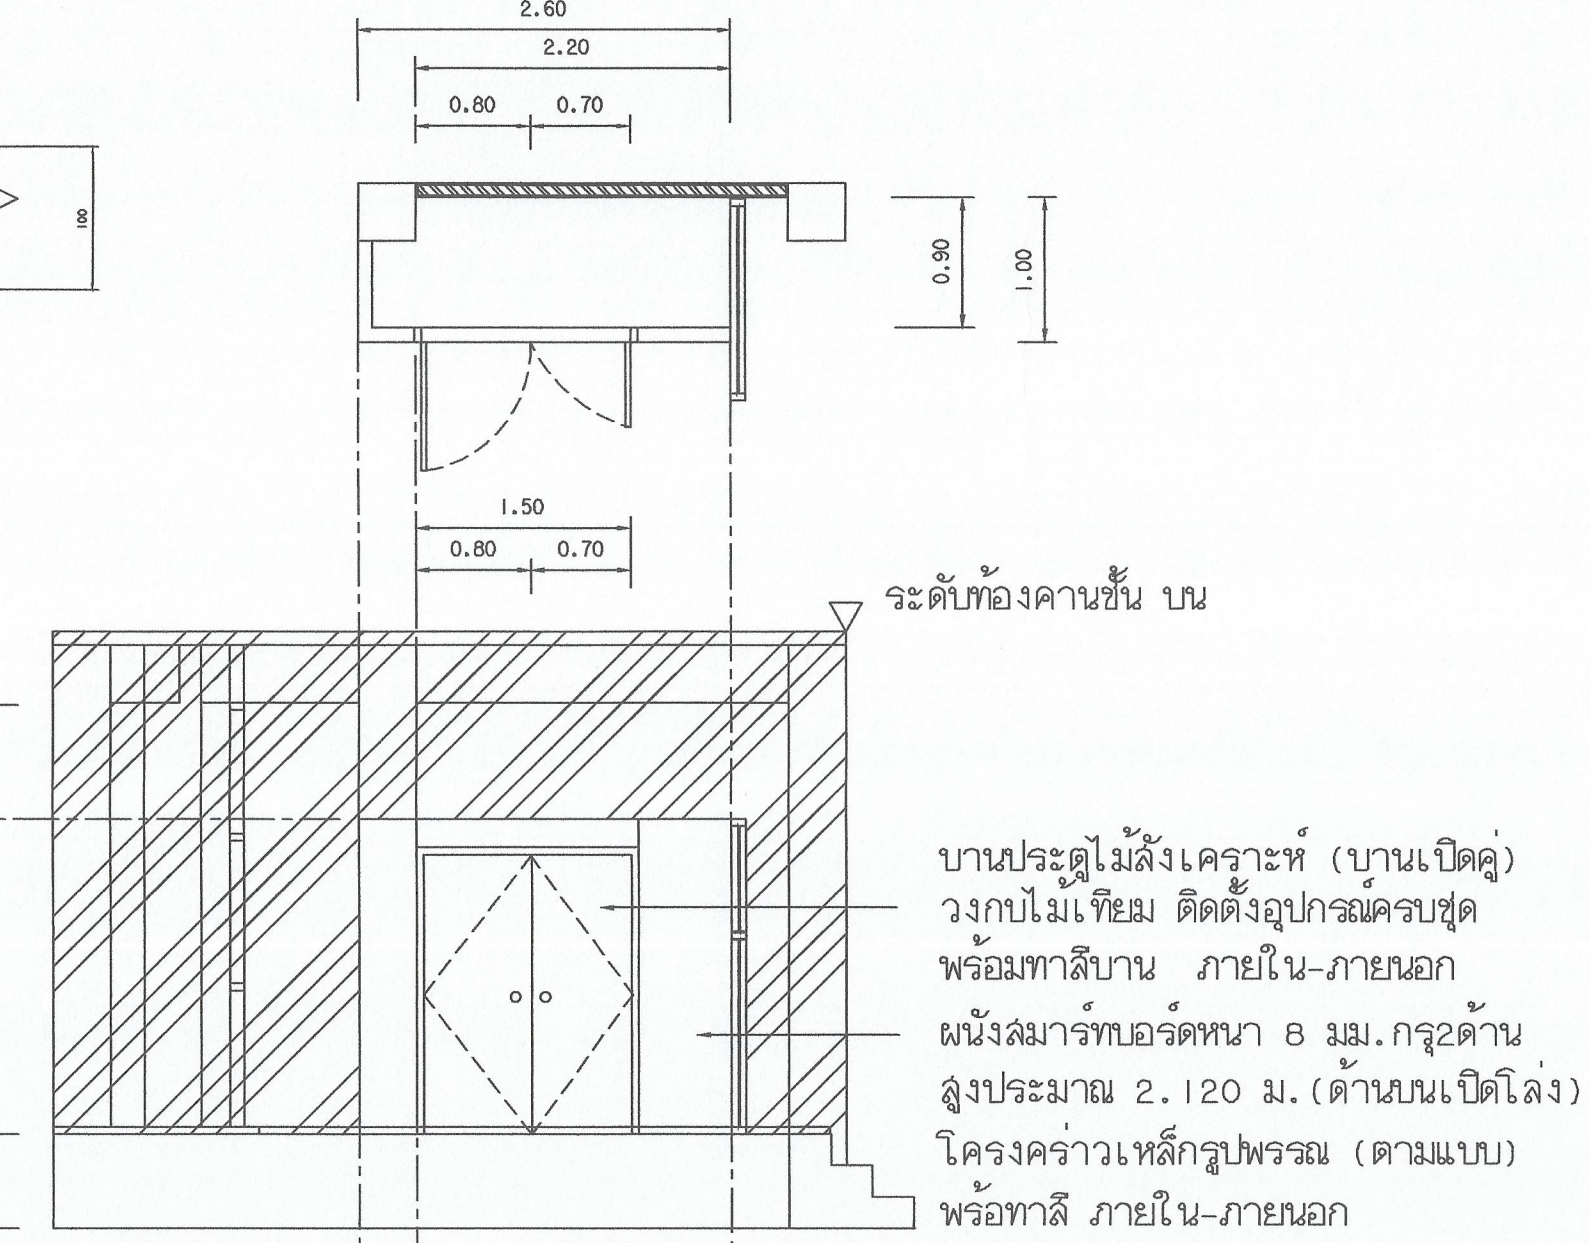 2.60
2.20
0.80 0.70
100
0.90
1.00
1.50
0.80 0.70
ระดับท้องคานชั้น บน
บานประตูไม้สังเคราะห์ (บานเปิดคู่)
วงกบไม้เทียม ติดตั้งอุปกรณ์ครบชุด
พร้อมทาสีบาน ภายใน-ภายนอก
ผนังสมาร์ทบอร์ดหนา 8 มม.กรุ2ด้าน
สูงประมาณ 2.120 ม.(ด้านบนเปิดโล่ง)
โครงคร่าวเหล็กรูปพรรณ (ตามแบบ)
พร้อทาสี ภายใน-ภายนอก